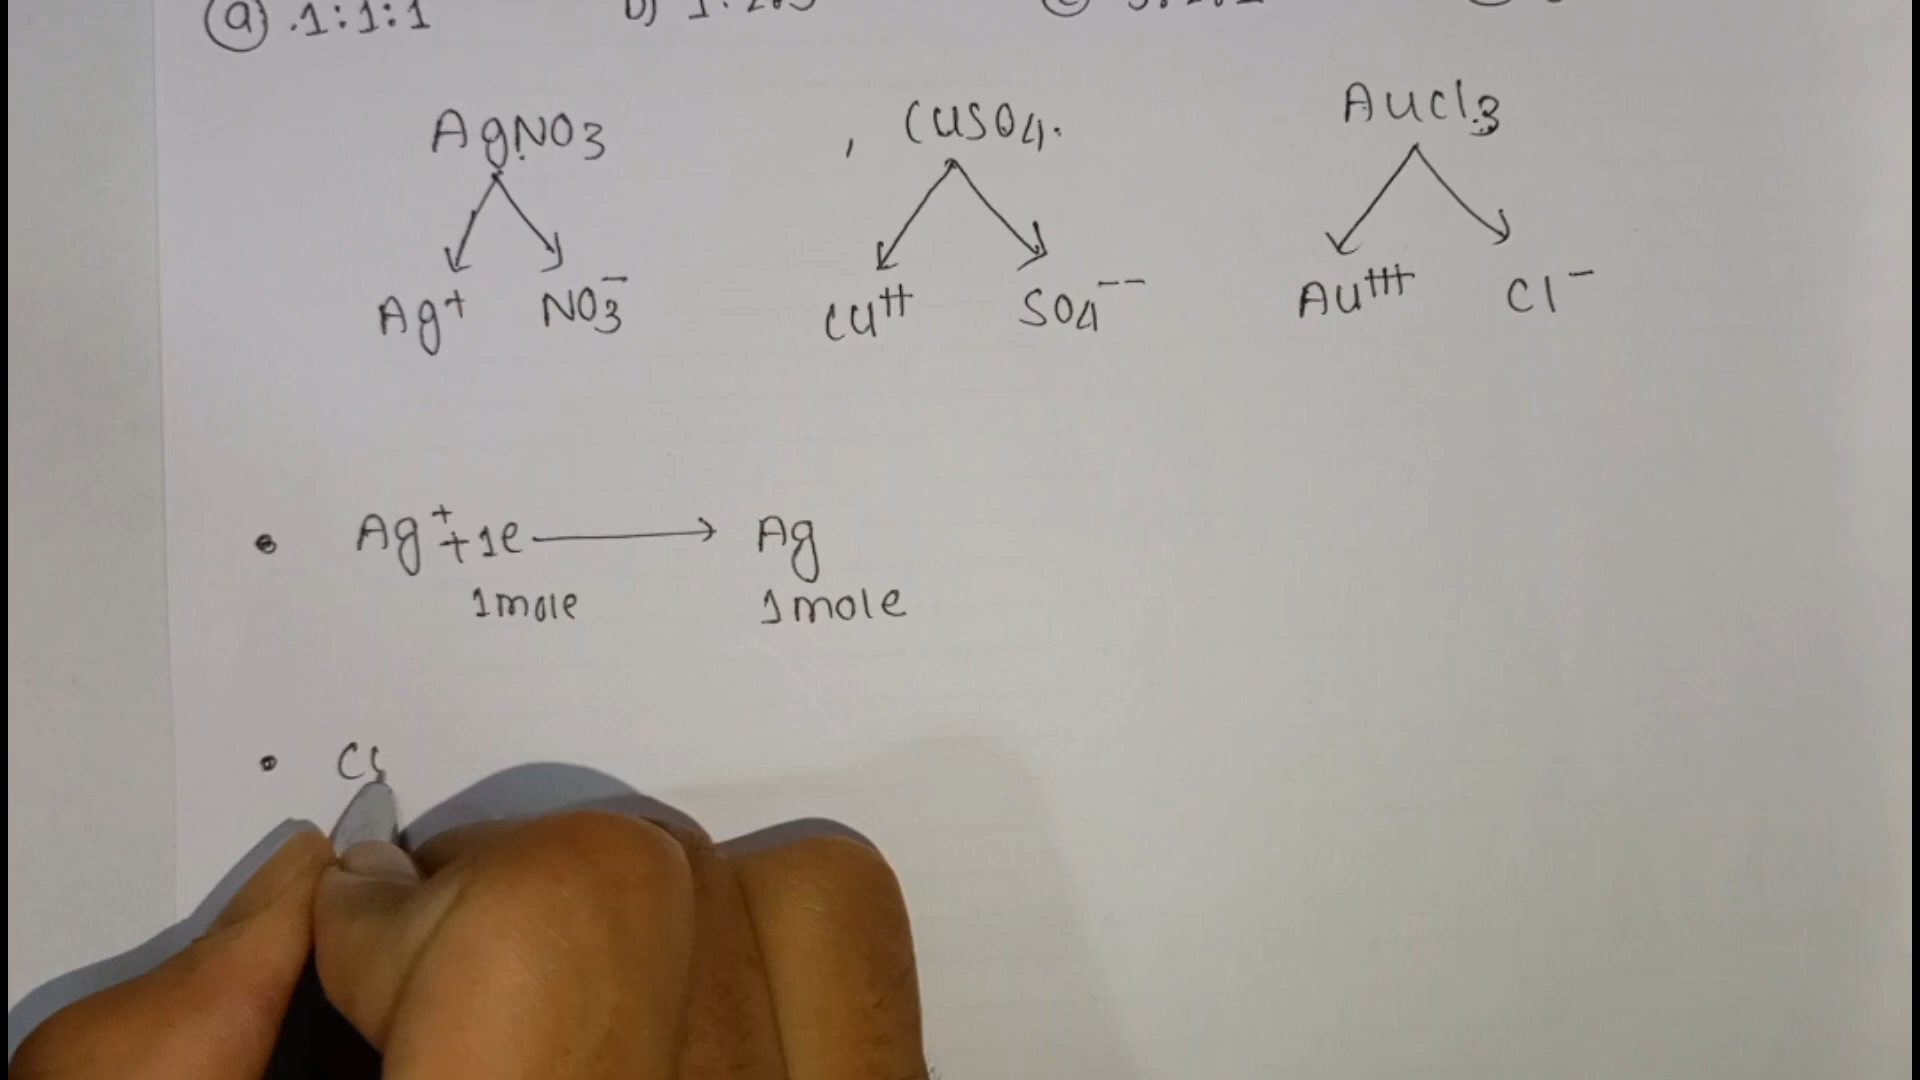 (a) .1:1:1
AgNO3 , CuSO4. AuCl3
Ag+ NO3- Cu++ SO4-- Au+++ Cl-
• Ag+ + 1e → Ag
1mole 1mole